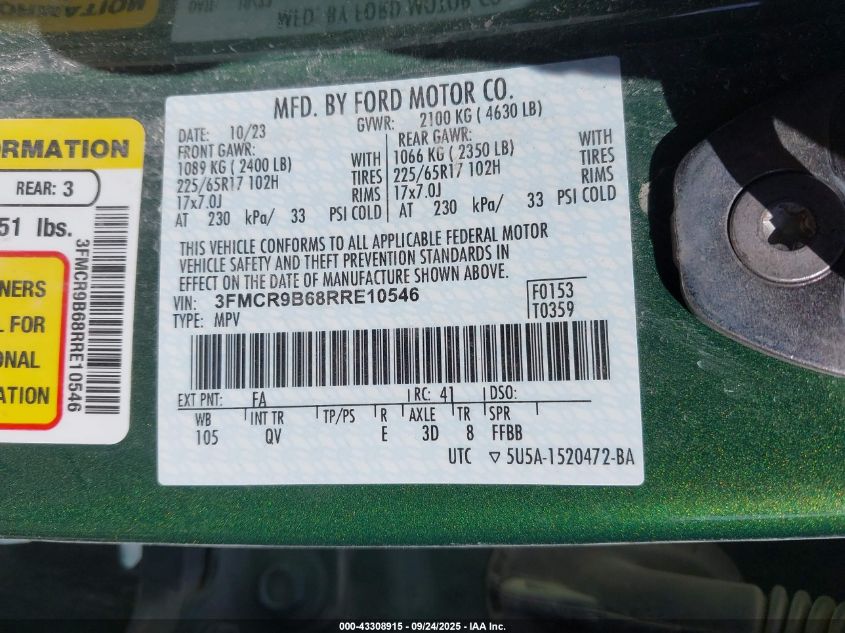 MFD. BY FORD MOTOR CO.
DATE: 10/23 GVWR: 2100 KG ( 4630 LB)
FRONT GAWR: REAR GAWR:
1089 KG ( 2400 LB) WITH 1066 KG ( 2350 LB) WITH
225/65R17 102H TIRES 225/65R17 102H TIRES
17x7.0J RIMS 17x7.0J RIMS
AT 230 kPa/ 33 PSI COLD AT 230 kPa/ 33 PSI COLD
THIS VEHICLE CONFORMS TO ALL APPLICABLE FEDERAL MOTOR
VEHICLE SAFETY AND THEFT PREVENTION STANDARDS IN
EFFECT ON THE DATE OF MANUFACTURE SHOWN ABOVE.
VIN: 3FMCR9B68RRE10546 F0153
TYPE: MPV T0359
EXT PNT: FA RC: 41 DSO:
WB INT TR TP/PS R AXLE TR SPR
105 QV E 3D 8 FFBB
UTC ▽ 5U5A-1520472-BA
ORMATION
REAR: 3
51 lbs.
3FMCR9B68RRE10546
NERS
L FOR
ONAL
ATION
000-43308915 - 09/24/2025 - IAA Inc.